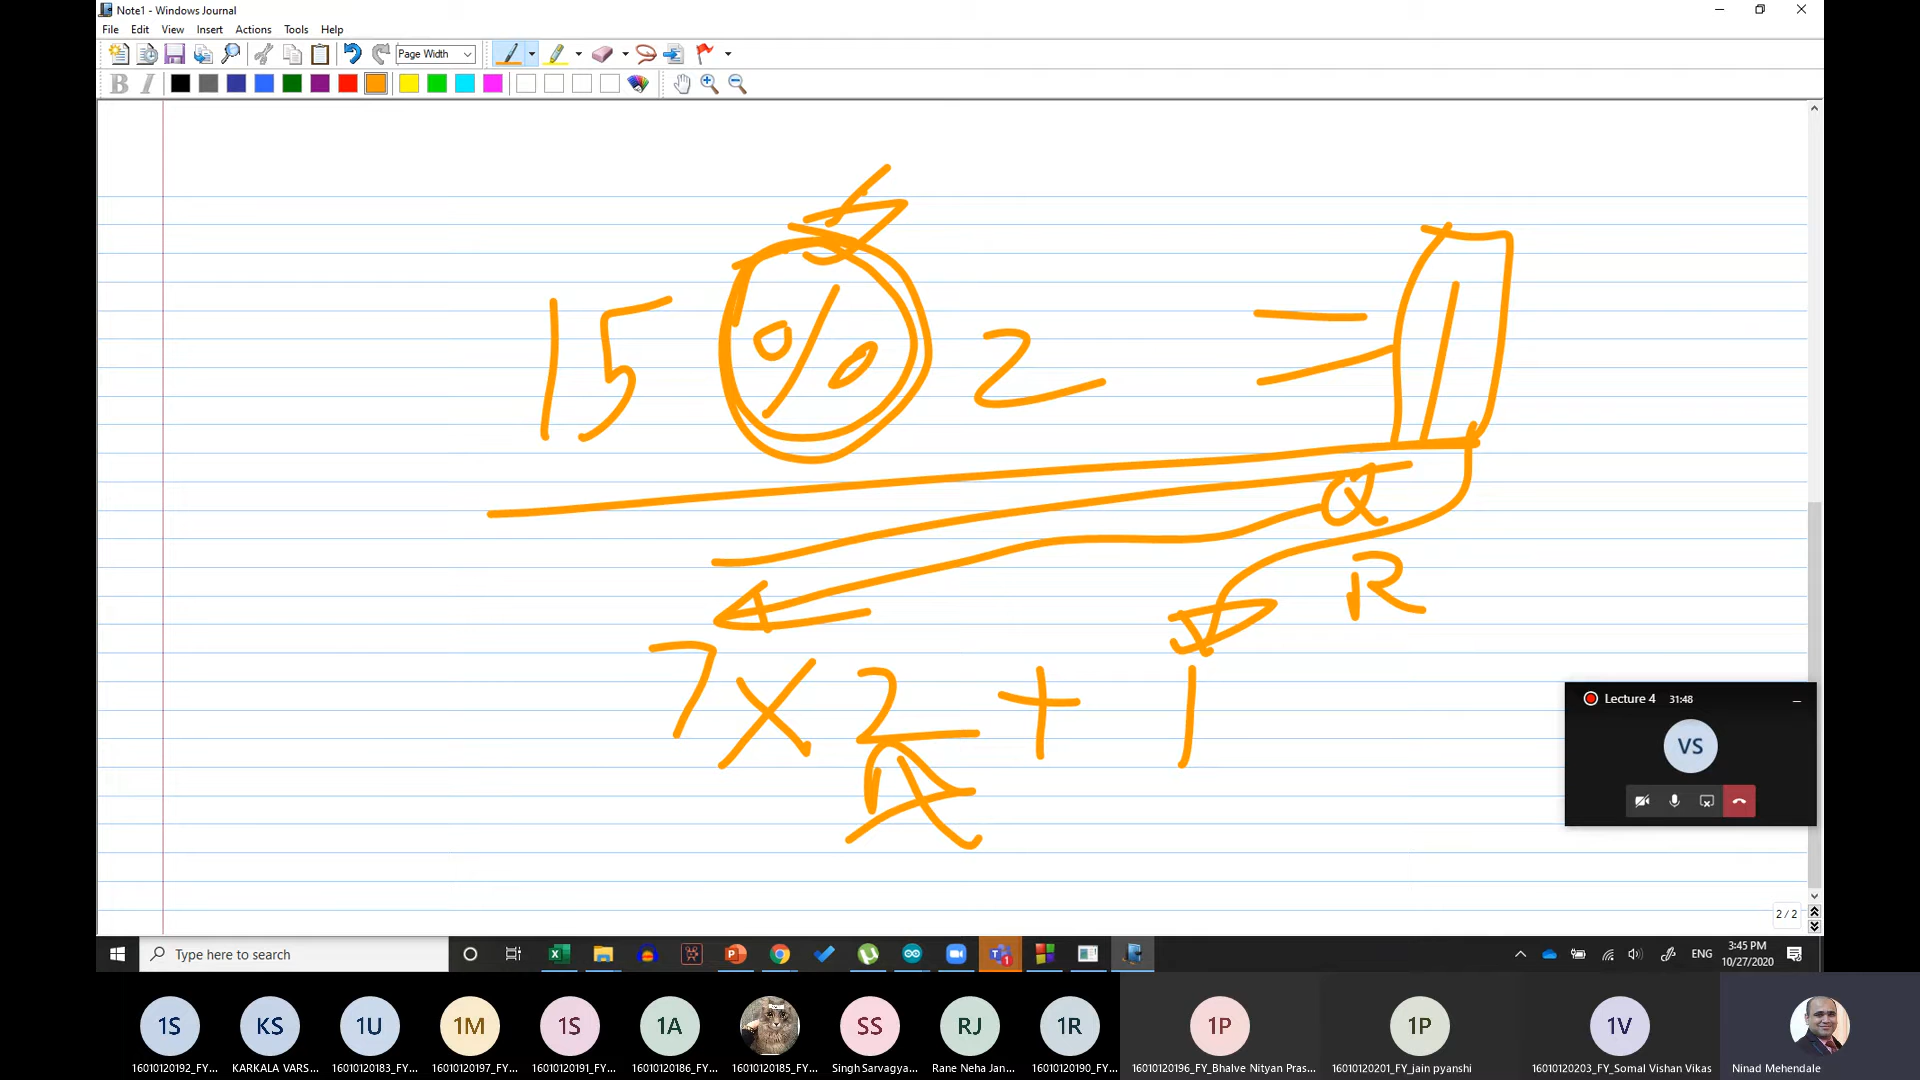 Note1 - Windows Journal
File Edit View Insert Actions Tools Help
Page Width
B I
15 % 2 = 1
Q
R
7 x 2 + 1
Lecture 4 31:48
VS
2 / 2
Type here to search
ENG
3:45 PM
10/27/2020
1S KS 1U 1M 1S 1A SS RJ 1R 1P 1P 1V
16010120192_FY... KARKALA VARS... 16010120183_FY... 16010120197_FY... 16010120191_FY... 16010120186_FY... 16010120185_FY... Singh Sarvagya... Rane Neha Jan... 16010120190_FY... 16010120196_FY_Bhalve Nityan Pras... 16010120201_FY_jain pyanshi 16010120203_FY_Somal Vishan Vikas Ninad Mehendale